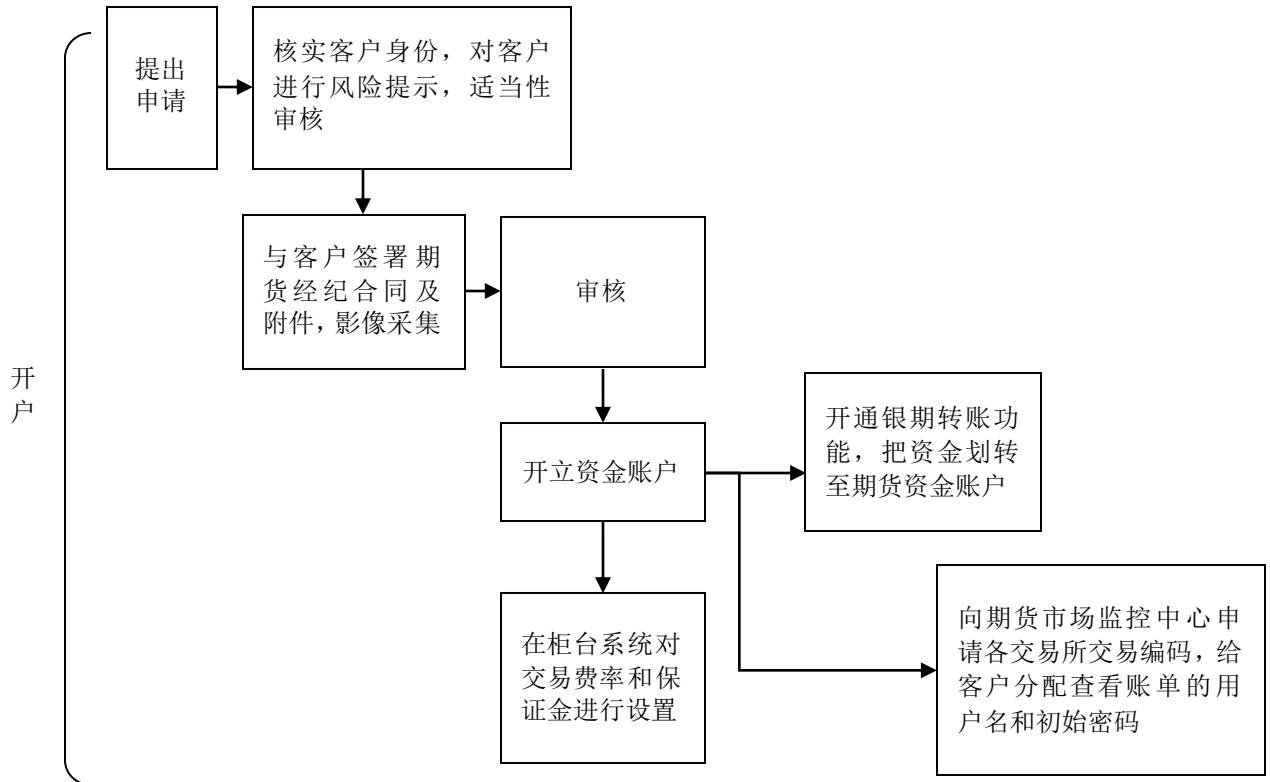 提出
申请
核实客户身份，对客户
进行风险提示，适当性
审核
与客户签署期
货经纪合同及
附件，影像采集
审核
开
户
开立资金账户
开通银期转账功
能，把资金划转
至期货资金账户
在柜台系统对
交易费率和保
证金进行设置
向期货市场监控中心申
请各交易所交易编码，给
客户分配查看账单的用
户名和初始密码